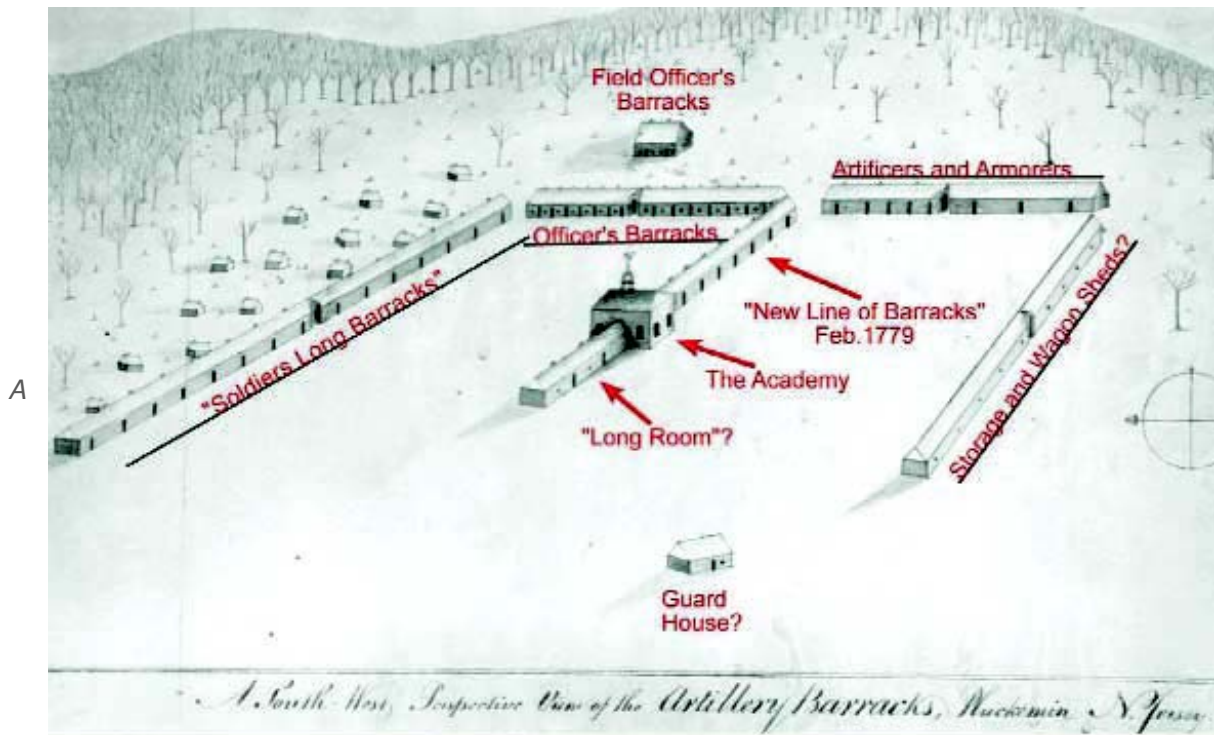 Field Officer's
Barracks
Artificers and Armorers
Officer's Barracks
"Soldiers Long Barracks"
"New Line of Barracks"
Feb.1779
The Academy
"Long Room"?
Storage and Wagon Sheds?
A
Guard
House?
A South-West, Perspective View of the Artillery Barracks, Pluckemin, N. Jersey